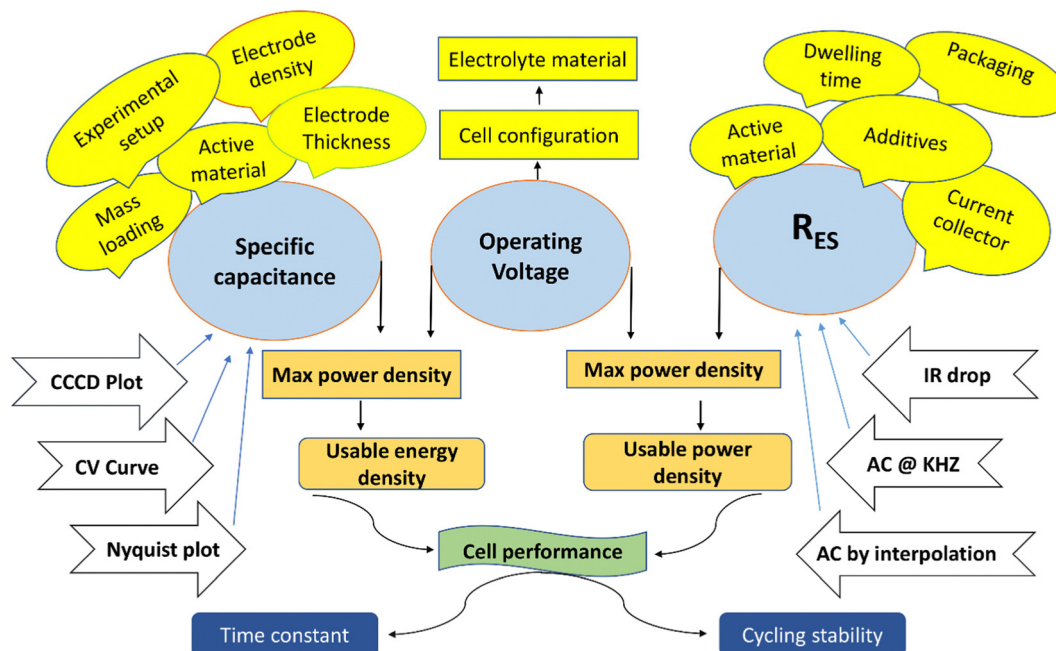 Electrode
density
Experimental
setup
Electrode
Thickness
Active
material
Mass
loading
Electrolyte material
Cell configuration
Dwelling
time
Packaging
Active
material
Additives
Current
collector
Specific
capacitance
Operating
Voltage
R_ES
CCCD Plot
Max power density
Max power density
IR drop
CV Curve
Usable energy
density
Usable power
density
AC @ KHZ
Nyquist plot
Cell performance
AC by interpolation
Time constant
Cycling stability